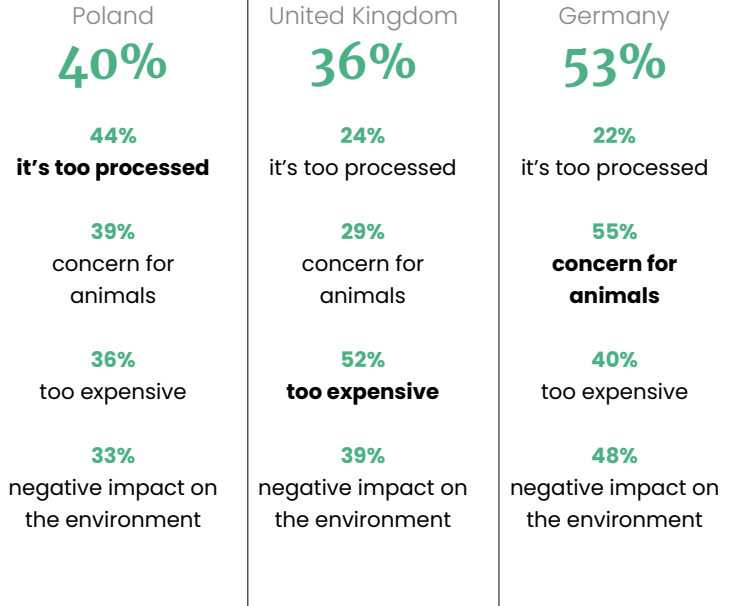 Poland
40%
44%
it's too processed
39%
concern for
animals
36%
too expensive
33%
negative impact on
the environment
United Kingdom
36%
24%
it's too processed
29%
concern for
animals
52%
too expensive
39%
negative impact on
the environment
Germany
53%
22%
it's too processed
55%
concern for
animals
40%
too expensive
48%
negative impact on
the environment